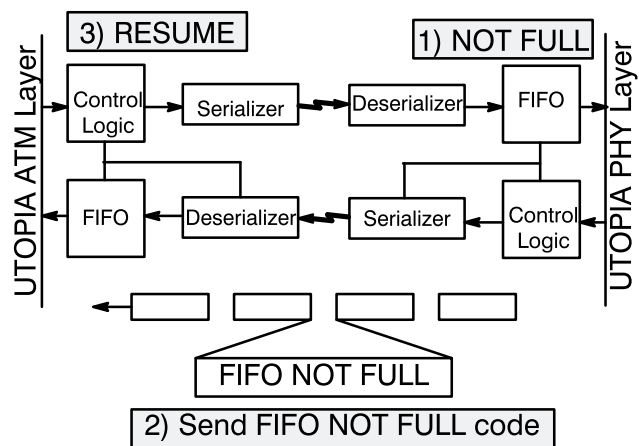 3) RESUME
1) NOT FULL
UTOPIA ATM Layer
Control
Logic
Serializer
Deserializer
FIFO
UTOPIA PHY Layer
FIFO
Deserializer
Serializer
Control
Logic
FIFO NOT FULL
2) Send FIFO NOT FULL code